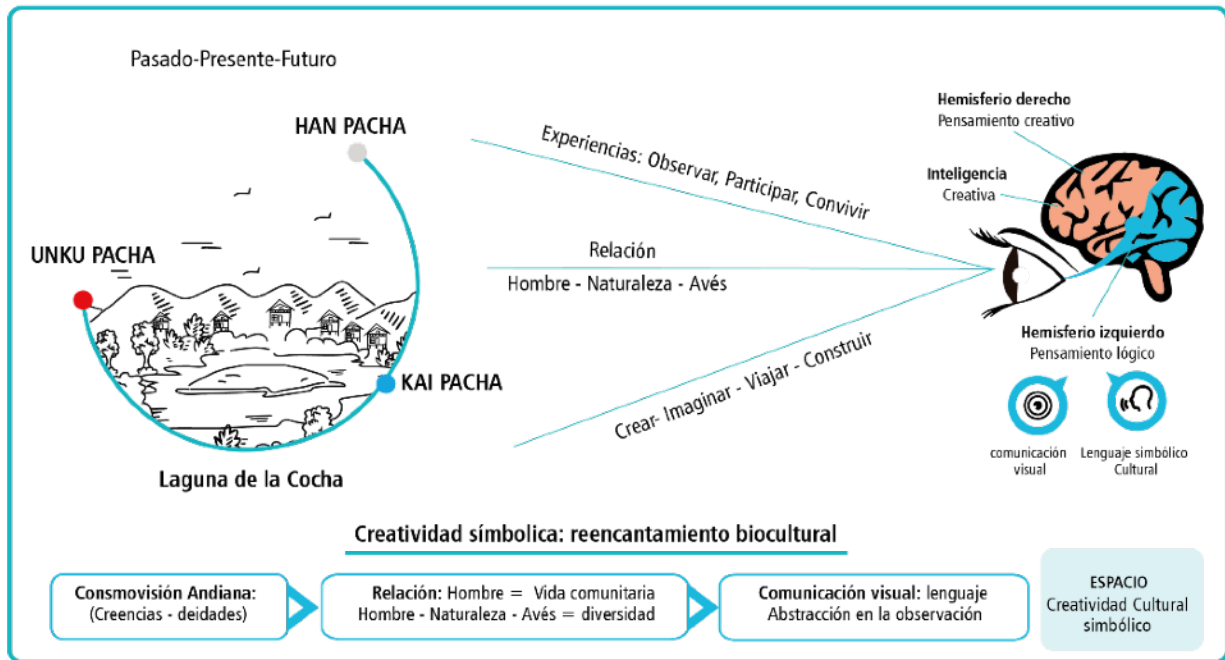 Pasado-Presente-Futuro
HAN PACHA
UNKU PACHA
KAI PACHA
Laguna de la Cocha
Experiencias: Observar, Participar, Convivir
Relación
Hombre - Naturaleza - Avés
Crear- Imaginar - Viajar - Construir
Hemisferio derecho
Pensamiento creativo
Inteligencia
Creativa
Hemisferio izquierdo
Pensamiento lógico
comunicación
visual
Lenguaje simbólico
Cultural
Creatividad símbolica: reencantamiento biocultural
Consmovisión Andiana:
(Creencias - deidades)
Relación: Hombre = Vida comunitaria
Hombre - Naturaleza - Avés = diversidad
Comunicación visual: lenguaje
Abstracción en la observación
ESPACIO
Creatividad Cultural
simbólico